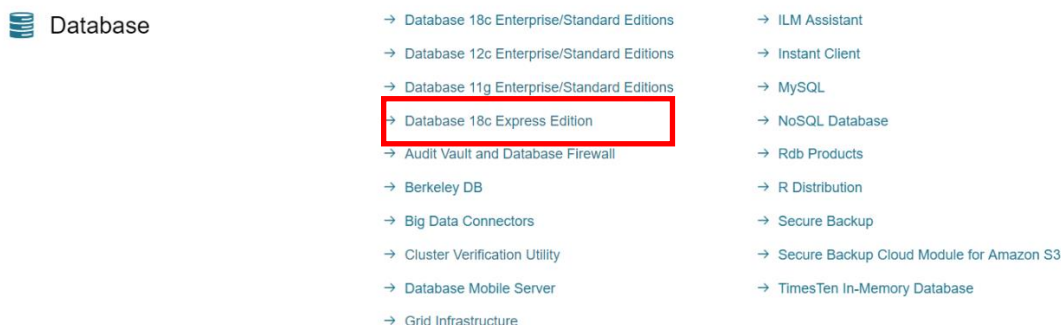 Database
→ Database 18c Enterprise/Standard Editions
→ Database 12c Enterprise/Standard Editions
→ Database 11g Enterprise/Standard Editions
→ Database 18c Express Edition
→ Audit Vault and Database Firewall
→ Berkeley DB
→ Big Data Connectors
→ Cluster Verification Utility
→ Database Mobile Server
→ Grid Infrastructure
→ ILM Assistant
→ Instant Client
→ MySQL
→ NoSQL Database
→ Rdb Products
→ R Distribution
→ Secure Backup
→ Secure Backup Cloud Module for Amazon S3
→ TimesTen In-Memory Database